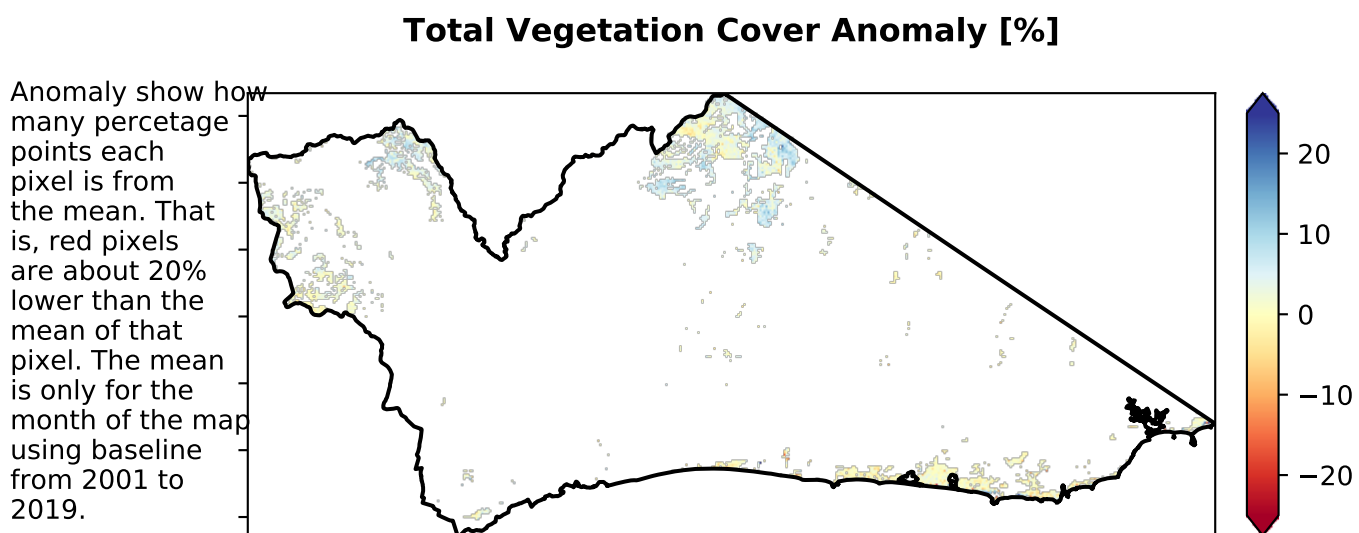 Total Vegetation Cover Anomaly [%]
Anomaly show how
many percetage
points each
pixel is from
the mean. That
is, red pixels
are about 20%
lower than the
mean of that
pixel. The mean
is only for the
month of the map
using baseline
from 2001 to
2019.
20
10
0
−10
−20